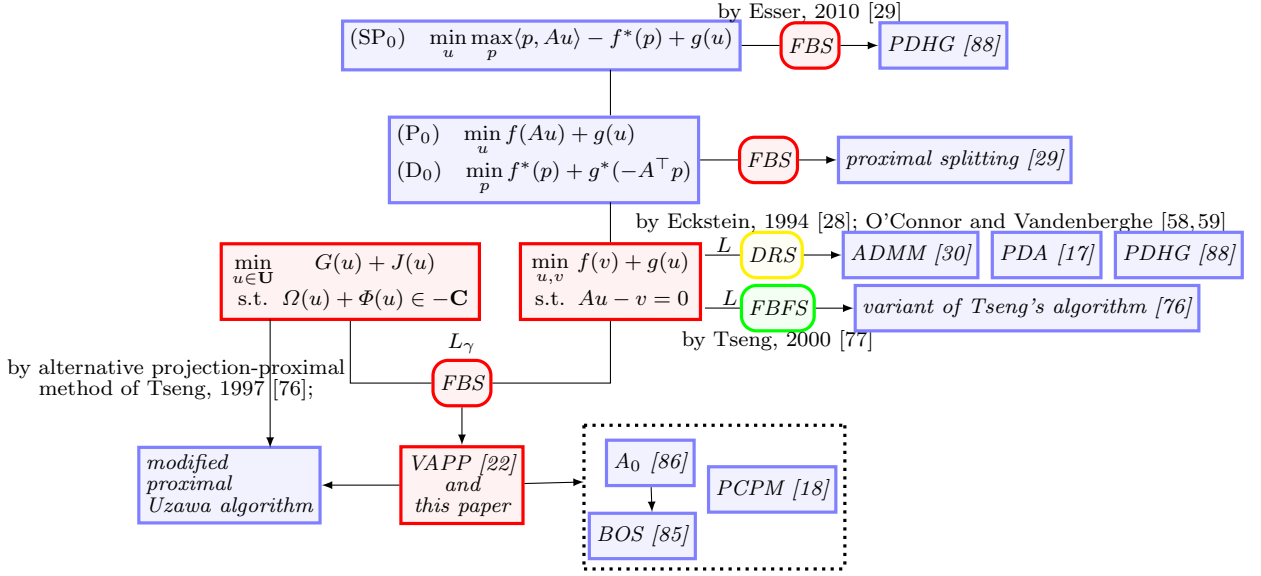 by Esser, 2010 [29]
(SP₀) min_u max_p ⟨p, Au⟩ − f*(p) + g(u)
FBS
PDHG [88]
(P₀) min_u f(Au) + g(u)
(D₀) min_p f*(p) + g*(−A⊤p)
FBS
proximal splitting [29]
by Eckstein, 1994 [28]; O'Connor and Vandenberghe [58,59]
min_{u∈U} G(u) + J(u)
s.t. Ω(u) + Φ(u) ∈ −C
min_{u,v} f(v) + g(u)
s.t. Au − v = 0
L
DRS
ADMM [30]
PDA [17]
PDHG [88]
L
FBFS
variant of Tseng's algorithm [76]
by Tseng, 2000 [77]
L_γ
FBS
by alternative projection-proximal
method of Tseng, 1997 [76];
modified
proximal
Uzawa algorithm
VAPP [22]
and
this paper
A₀ [86]
PCPM [18]
BOS [85]